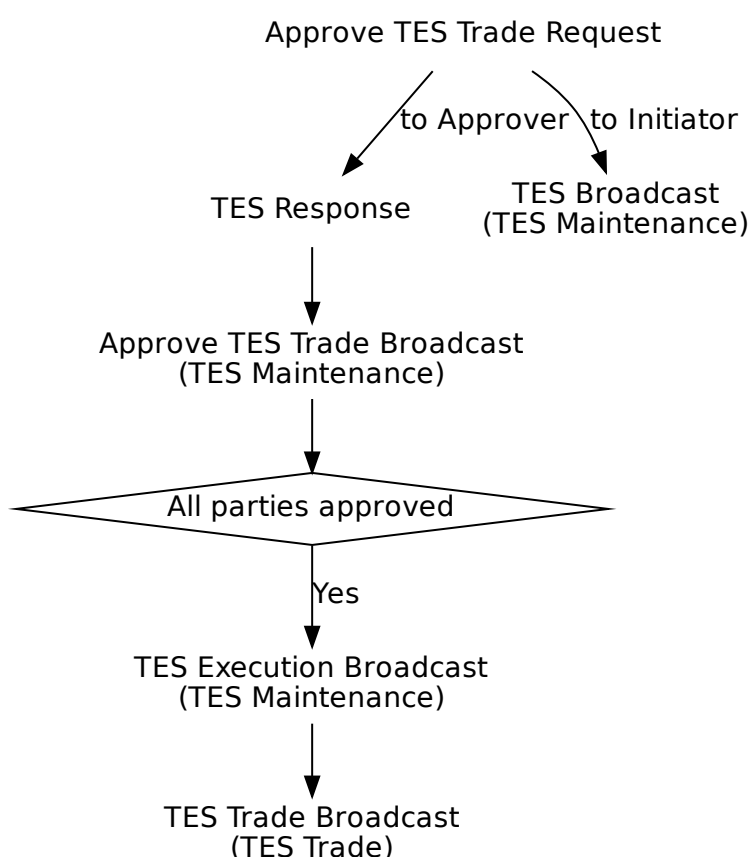 Approve TES Trade Request
to Approver to Initiator
TES Response
TES Broadcast
(TES Maintenance)
Approve TES Trade Broadcast
(TES Maintenance)
All parties approved
Yes
TES Execution Broadcast
(TES Maintenance)
TES Trade Broadcast
(TES Trade)